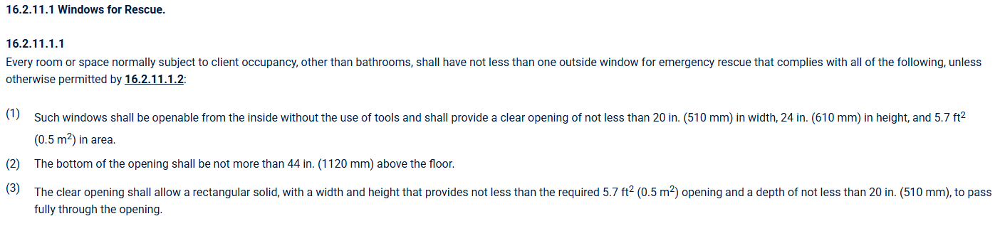 16.2.11.1 Windows for Rescue.
16.2.11.1.1
Every room or space normally subject to client occupancy, other than bathrooms, shall have not less than one outside window for emergency rescue that complies with all of the following, unless
otherwise permitted by 16.2.11.1.2:
(1) Such windows shall be openable from the inside without the use of tools and shall provide a clear opening of not less than 20 in. (510 mm) in width, 24 in. (610 mm) in height, and 5.7 ft²
(0.5 m²) in area.
(2) The bottom of the opening shall be not more than 44 in. (1120 mm) above the floor.
(3) The clear opening shall allow a rectangular solid, with a width and height that provides not less than the required 5.7 ft² (0.5 m²) opening and a depth of not less than 20 in. (510 mm), to pass
fully through the opening.